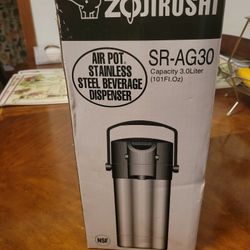 ZOJIRUSHI
AIR POT
STAINLESS
STEEL BEVERAGE
DISPENSER
SR-AG30
Capacity 3.0Liter
(101Fl.Oz)
NSF